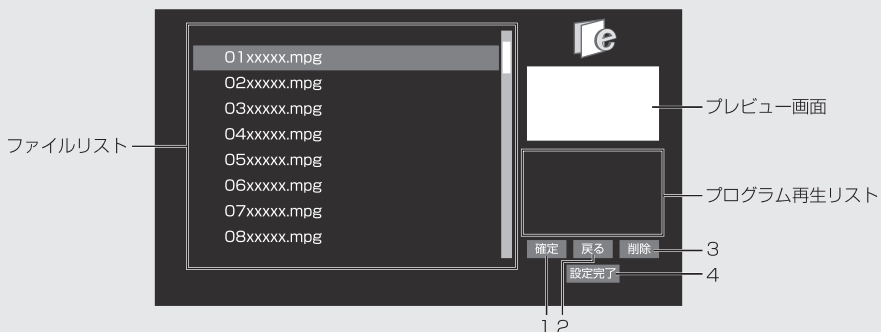 01xxxxx.mpg
02xxxxx.mpg
03xxxxx.mpg
04xxxxx.mpg
05xxxxx.mpg
06xxxxx.mpg
07xxxxx.mpg
08xxxxx.mpg
ファイルリスト
e
プレビュー画面
プログラム再生リスト
確定 戻る 削除 3
設定完了 4
1 2